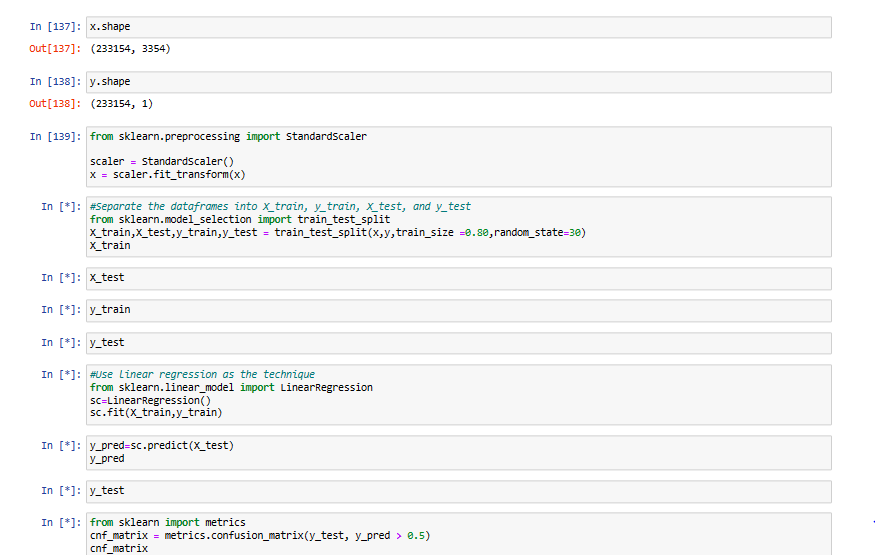 In [137]: x.shape
Out[137]: (233154, 3354)
In [138]: y.shape
Out[138]: (233154, 1)
In [139]: from sklearn.preprocessing import StandardScaler
scaler = StandardScaler()
x = scaler.fit_transform(x)
In [*]: #Separate the dataframes into X_train, y_train, X_test, and y_test
from sklearn.model_selection import train_test_split
X_train,X_test,y_train,y_test = train_test_split(x,y,train_size =0.80,random_state=30)
X_train
In [*]: X_test
In [*]: y_train
In [*]: y_test
In [*]: #Use Linear regression as the technique
from sklearn.linear_model import LinearRegression
sc=LinearRegression()
sc.fit(X_train,y_train)
In [*]: y_pred=sc.predict(X_test)
y_pred
In [*]: y_test
In [*]: from sklearn import metrics
cnf_matrix = metrics.confusion_matrix(y_test, y_pred > 0.5)
cnf_matrix